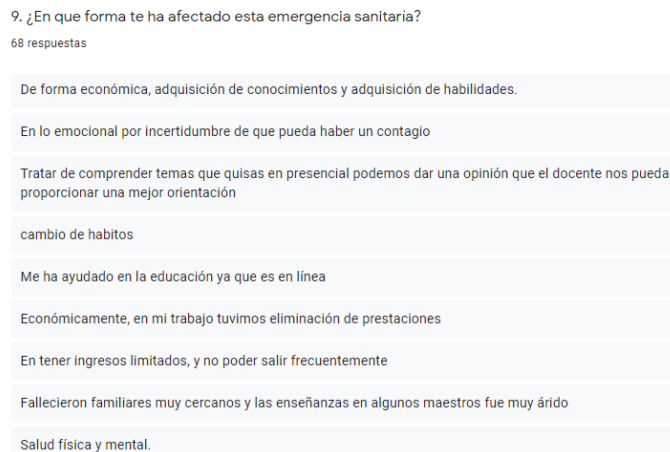 9. ¿En que forma te ha afectado esta emergencia sanitaria?
68 respuestas
De forma económica, adquisición de conocimientos y adquisición de habilidades.
En lo emocional por incertidumbre de que pueda haber un contagio
Tratar de comprender temas que quisas en presencial podemos dar una opinión que el docente nos pueda
proporcionar una mejor orientación
cambio de habitos
Me ha ayudado en la educación ya que es en línea
Económicamente, en mi trabajo tuvimos eliminación de prestaciones
En tener ingresos limitados, y no poder salir frecuentemente
Fallecieron familiares muy cercanos y las enseñanzas en algunos maestros fue muy árido
Salud física y mental.